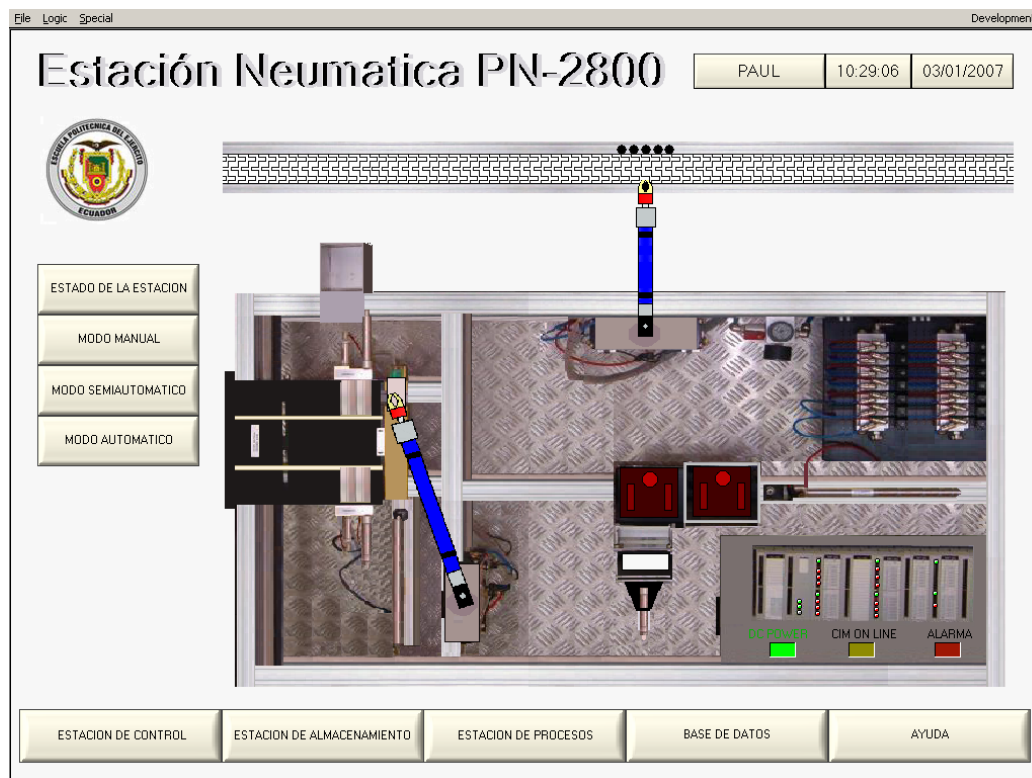 File Logic Special Developmen
Estación Neumatica PN-2800
PAUL 10:29:06 03/01/2007
ESCUELA POLITECNICA DEL EJERCITO
ECUADOR
ESTADO DE LA ESTACION
MODO MANUAL
MODO SEMIAUTOMATICO
MODO AUTOMATICO
CIM ON LINE ALARMA
ESTACION DE CONTROL ESTACION DE ALMACENAMIENTO ESTACION DE PROCESOS BASE DE DATOS AYUDA